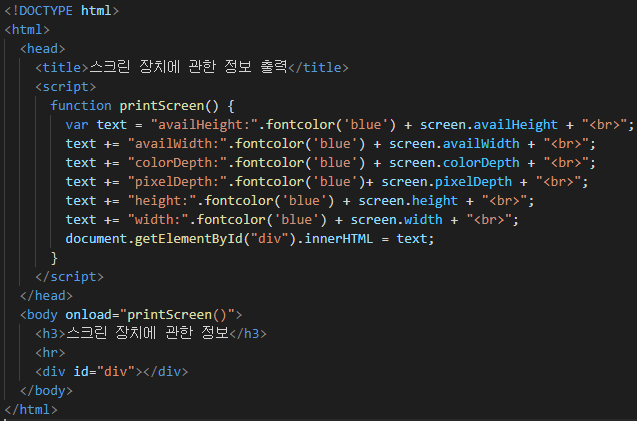 <!DOCTYPE html>
<html>
<head>
<title>스크린 장치에 관한 정보 출력</title>
<script>
function printScreen() {
var text = "availHeight:".fontcolor('blue') + screen.availHeight + "<br>";
text += "availWidth:".fontcolor('blue') + screen.availWidth + "<br>";
text += "colorDepth:".fontcolor('blue') + screen.colorDepth + "<br>";
text += "pixelDepth:".fontcolor('blue')+ screen.pixelDepth + "<br>";
text += "height:".fontcolor('blue') + screen.height + "<br>";
text += "width:".fontcolor('blue') + screen.width + "<br>";
document.getElementById("div").innerHTML = text;
}
</script>
</head>
<body onload="printScreen()">
<h3>스크린 장치에 관한 정보</h3>
<hr>
<div id="div"></div>
</body>
</html>